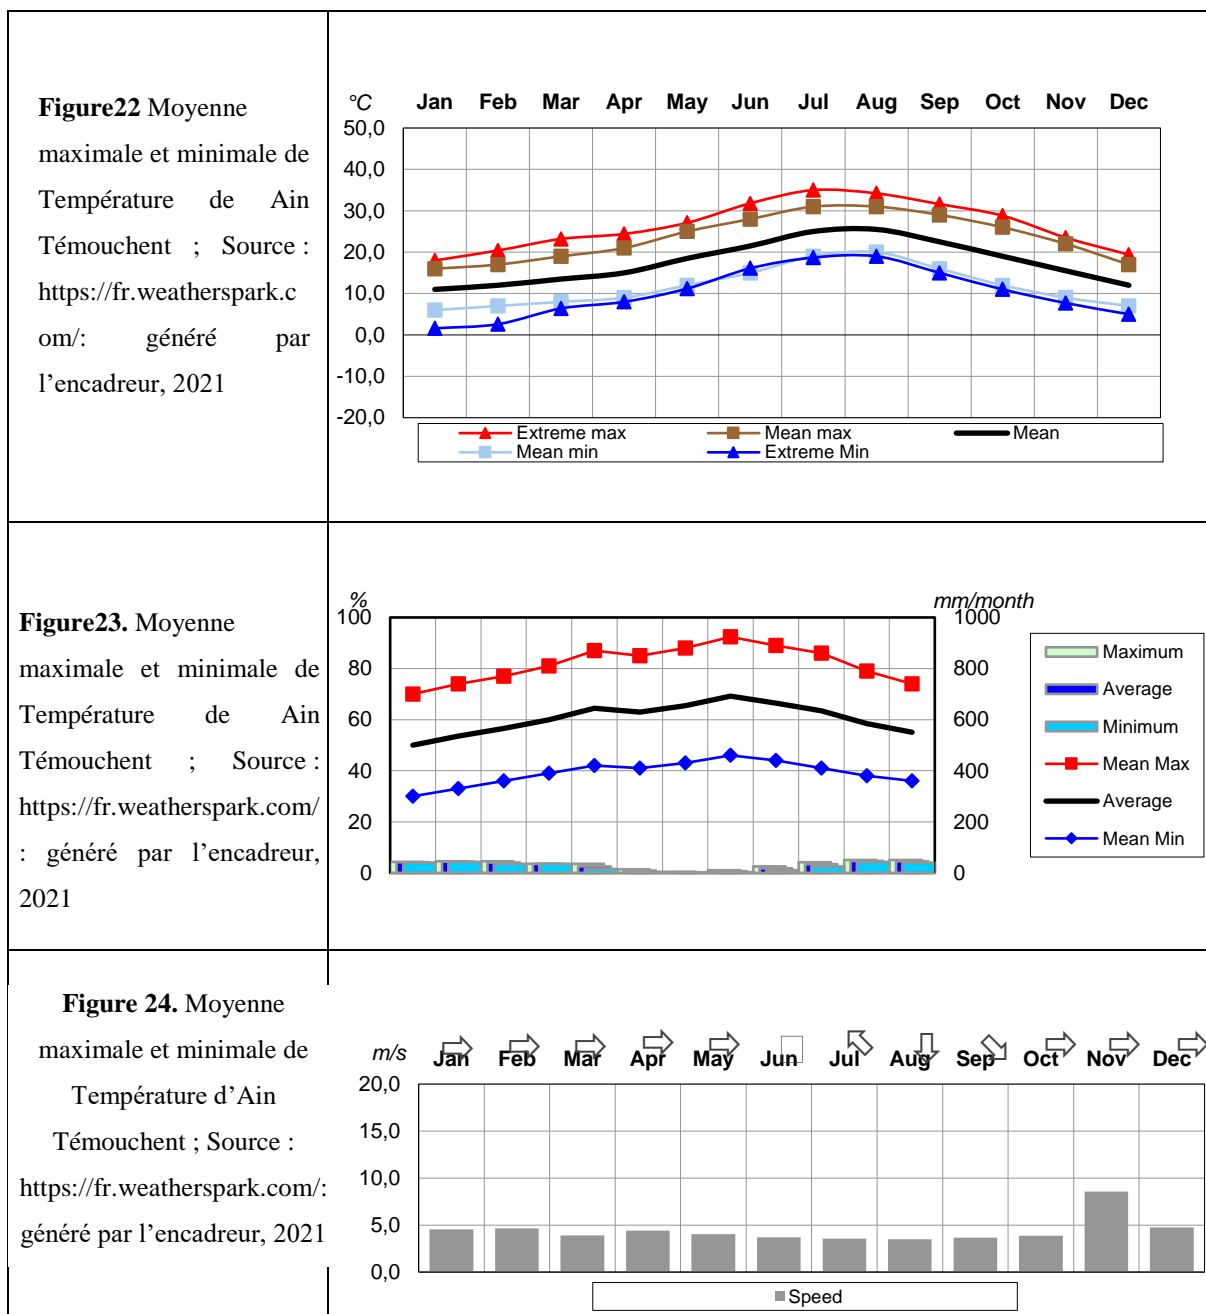 Figure22 Moyenne
maximale et minimale de
Température de Ain
Témouchent ; Source :
https://fr.weatherspark.c
om/: généré par
l’encadreur, 2021
°C Jan Feb Mar Apr May Jun Jul Aug Sep Oct Nov Dec
50,0
40,0
30,0
20,0
10,0
0,0
-10,0
-20,0
Extreme max Mean max Mean
Mean min Extreme Min
Figure23. Moyenne
maximale et minimale de
Température de Ain
Témouchent ; Source :
https://fr.weatherspark.com/
: généré par l’encadreur,
2021
% mm/month
100 1000
80 800
60 600
40 400
20 200
0 0
Maximum
Average
Minimum
Mean Max
Average
Mean Min
Figure 24. Moyenne
maximale et minimale de
Température d’Ain
Témouchent ; Source :
https://fr.weatherspark.com/:
généré par l’encadreur, 2021
m/s Jan Feb Mar Apr May Jun Jul Aug Sep Oct Nov Dec
20,0
15,0
10,0
5,0
0,0
Speed